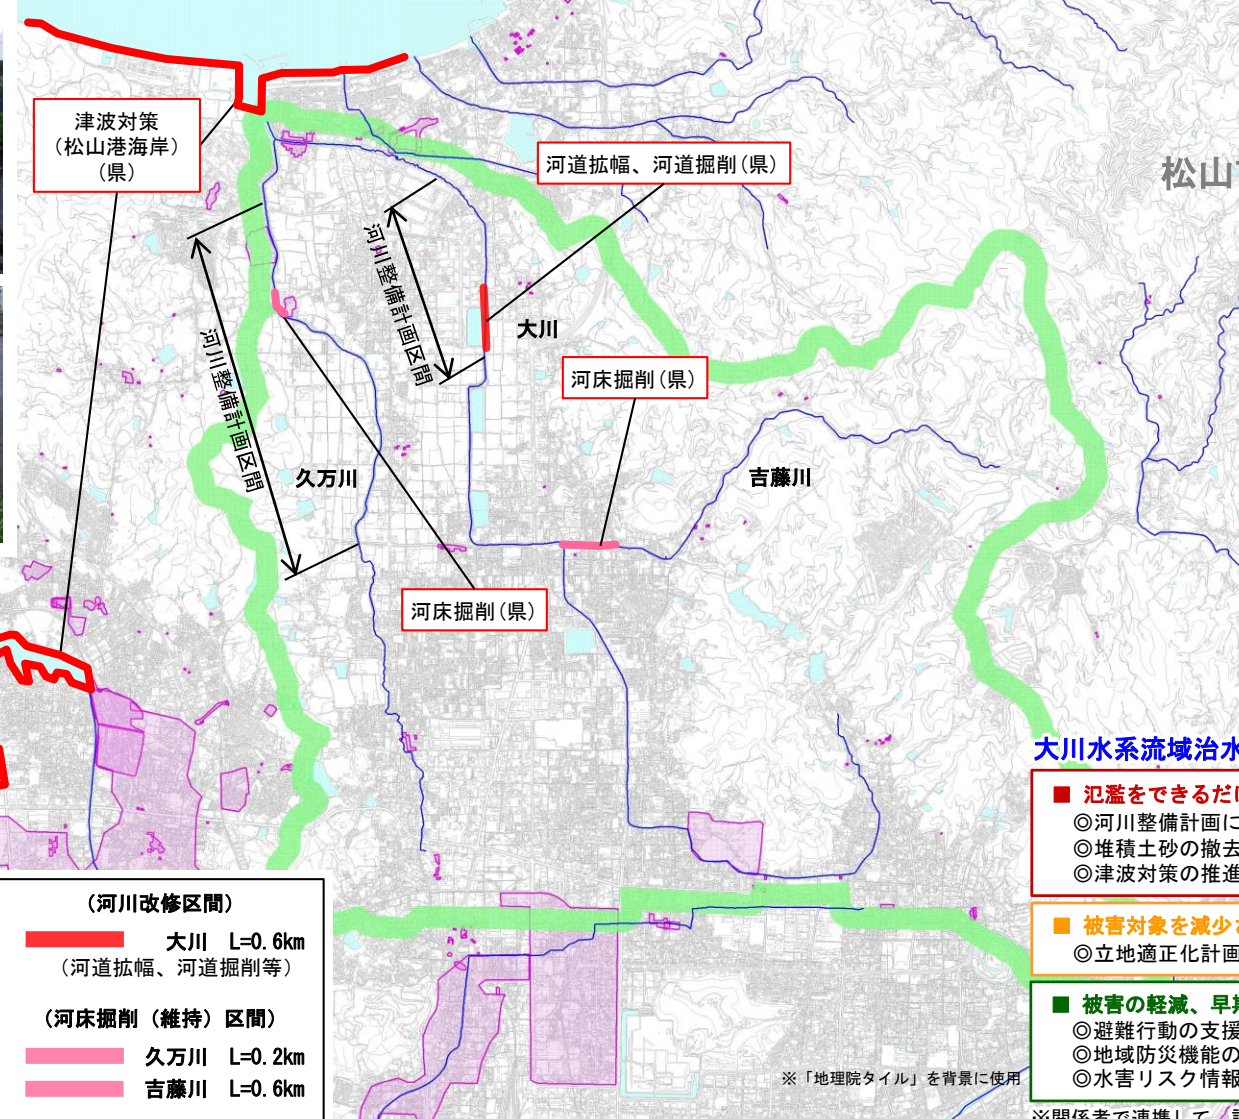 津波対策
（松山港海岸）
（県）
河道拡幅、河道掘削（県）
松山
河川整備計画区間
大川
河床掘削（県）
河川整備計画区間
久万川
吉藤川
河床掘削（県）
大川水系流域治水
■ 氾濫をできるだけ
◎河川整備計画に
◎堆積土砂の撤去
◎津波対策の推進
■ 被害対象を減少
◎立地適正化計画
■ 被害の軽減、早期
◎避難行動の支援
◎地域防災機能の
◎水害リスク情報
（河川改修区間）
大川 L=0.6km
（河道拡幅、河道掘削等）
（河床掘削（維持）区間）
久万川 L=0.2km
吉藤川 L=0.6km
※「地理院タイル」を背景に使用
※関係者で連携して